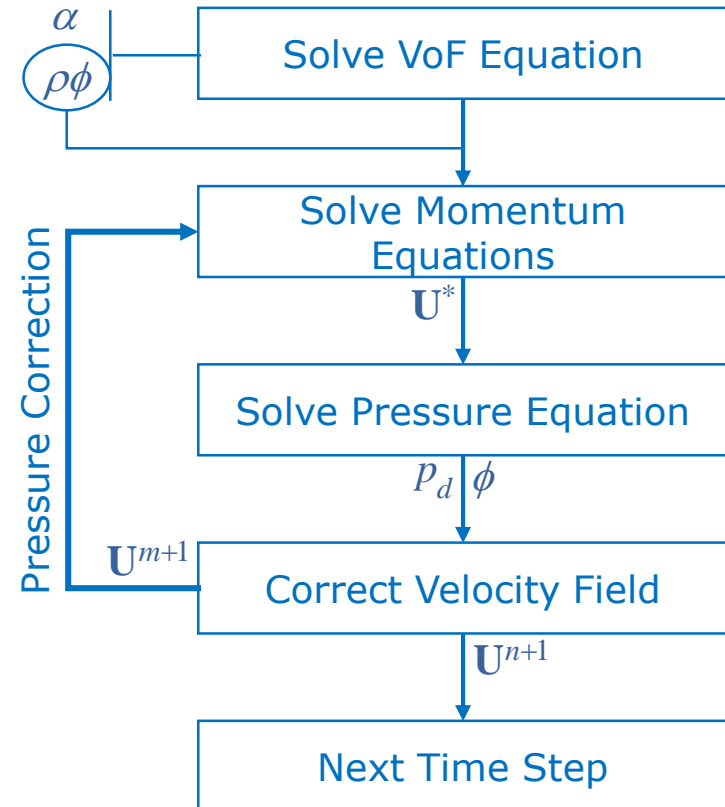 α
Solve VoF Equation
ρϕ
Solve Momentum
Equations
U*
Pressure Correction
Solve Pressure Equation
p_d ϕ
U^{m+1}
Correct Velocity Field
U^{n+1}
Next Time Step